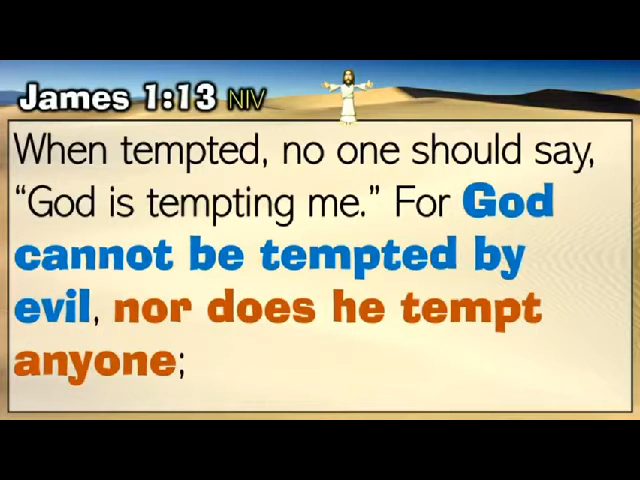 James 1:13 NIV
When tempted, no one should say,
“God is tempting me.” For God
cannot be tempted by
evil, nor does he tempt
anyone;